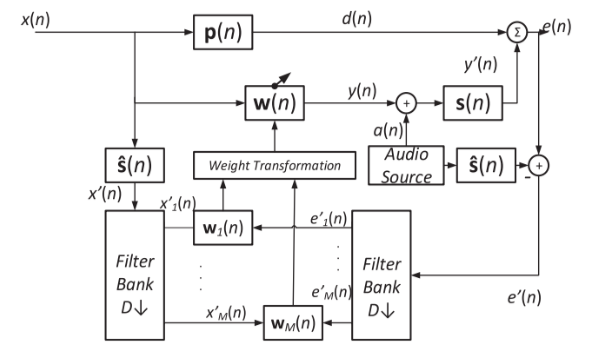 x(n)
p(n)
d(n)
Σ
e(n)
y'(n)
w(n)
y(n)
+
s(n)
a(n)
ŝ(n)
Weight Transformation
Audio
Source
ŝ(n)
+
-
x'(n)
x'1(n)
w1(n)
e'1(n)
Filter
Bank
D↓
Filter
Bank
D↓
e'(n)
x'M(n)
wM(n)
e'M(n)